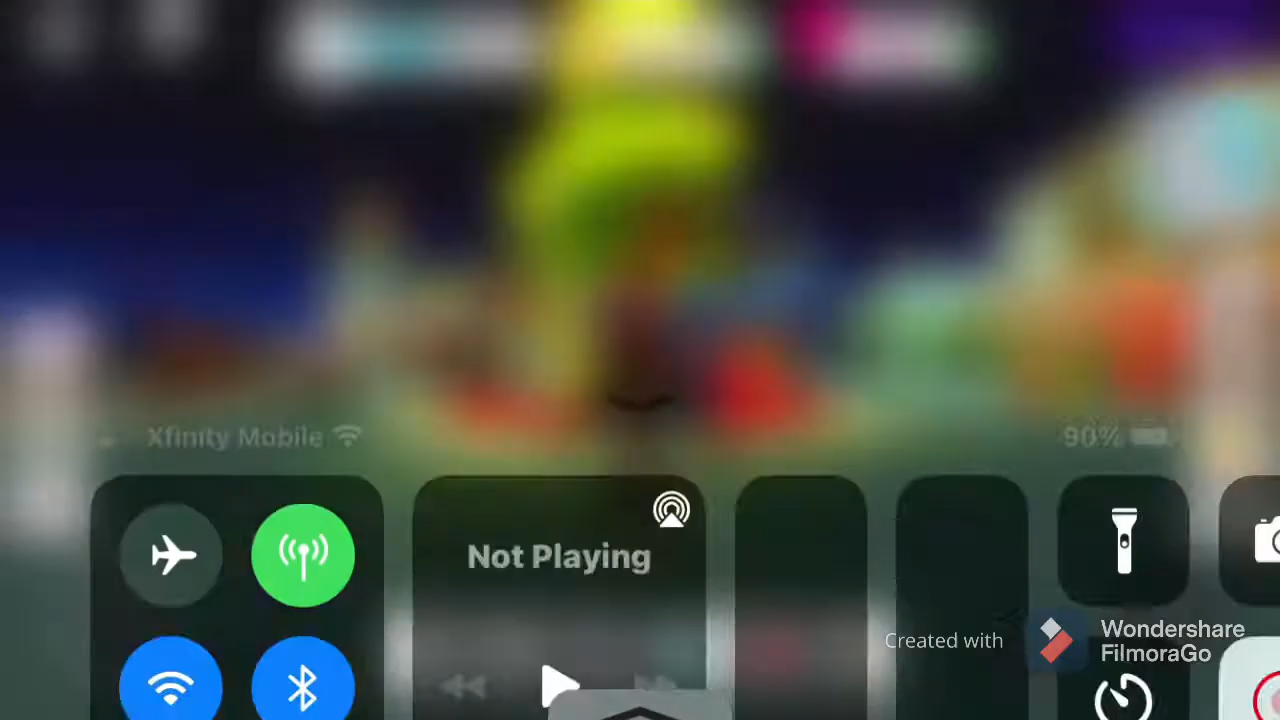 Xfinity Mobile
90%
Not Playing
Created with
Wondershare
FilmoraGo